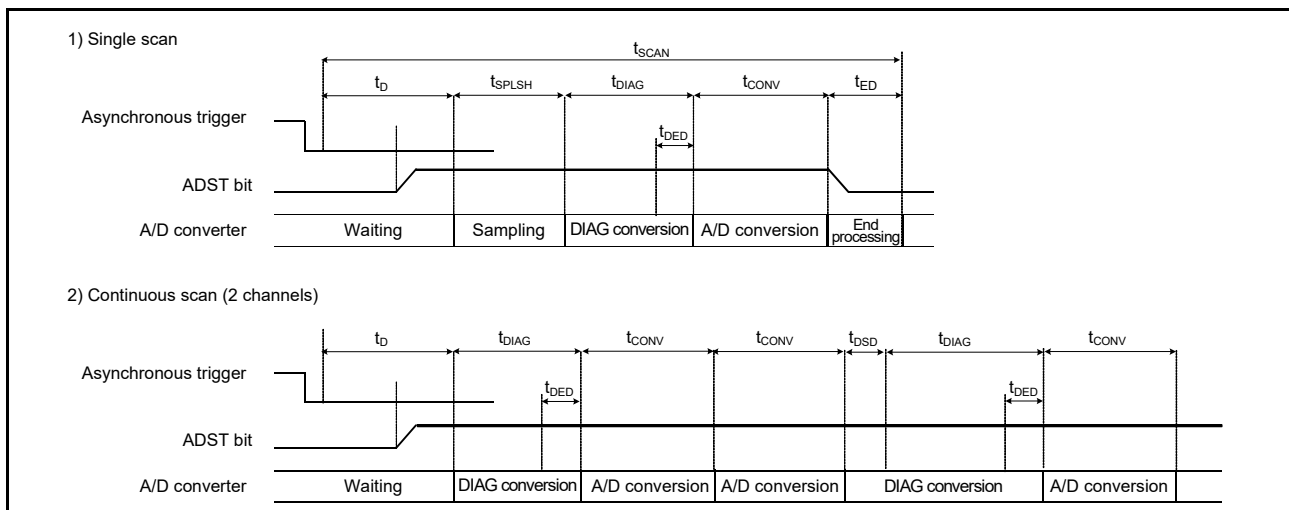 1) Single scan
tSCAN
tD tSPLSH tDIAG tCONV tED
Asynchronous trigger
tDED
ADST bit
A/D converter Waiting Sampling DIAG conversion A/D conversion End processing
2) Continuous scan (2 channels)
tD tDIAG tCONV tCONV tDSD tDIAG tCONV
Asynchronous trigger
tDED tDED
ADST bit
A/D converter Waiting DIAG conversion A/D conversion A/D conversion DIAG conversion A/D conversion